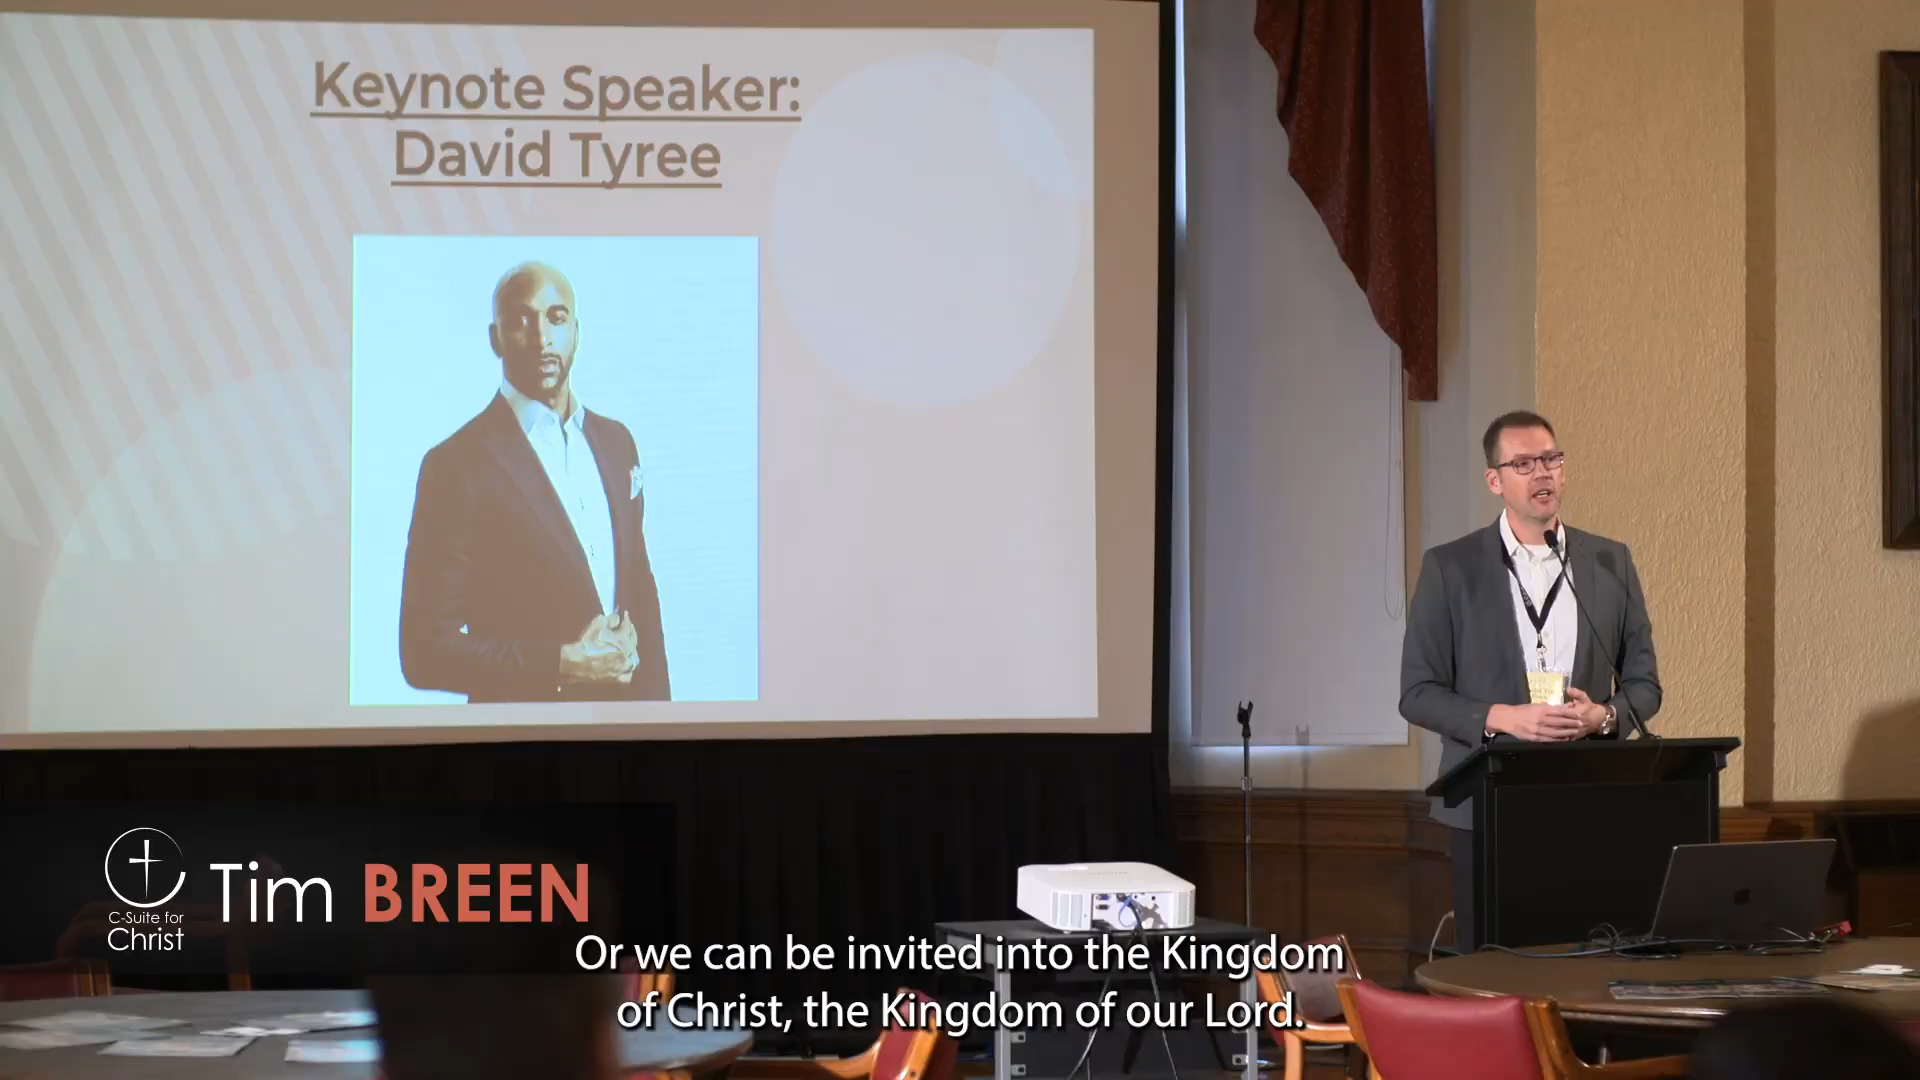 Keynote Speaker:
David Tyree
C-Suite for
Christ
Tim BREEN
Or we can be invited into the Kingdom
of Christ, the Kingdom of our Lord.